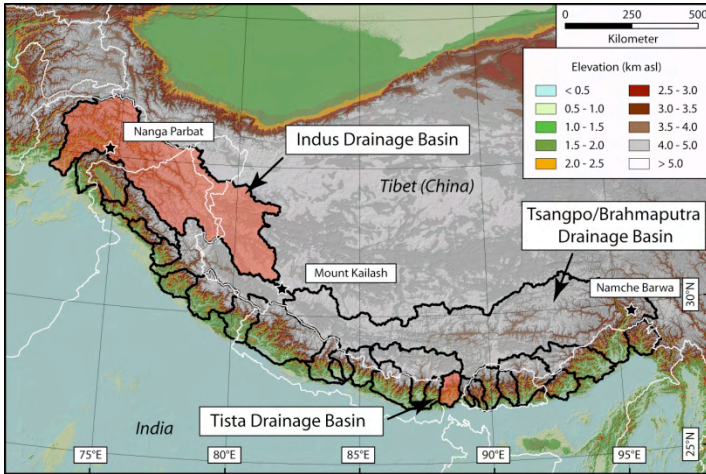 0 250 500
Kilometer
Elevation (km asl)
< 0.5
0.5 - 1.0
1.0 - 1.5
1.5 - 2.0
2.0 - 2.5
2.5 - 3.0
3.0 - 3.5
3.5 - 4.0
4.0 - 5.0
> 5.0
Nanga Parbat
Indus Drainage Basin
Tibet (China)
Tsangpo/Brahmaputra
Drainage Basin
Mount Kailash
Namche Barwa
30°N
Tista Drainage Basin
India
75°E
80°E
85°E
90°E
95°E
25°N